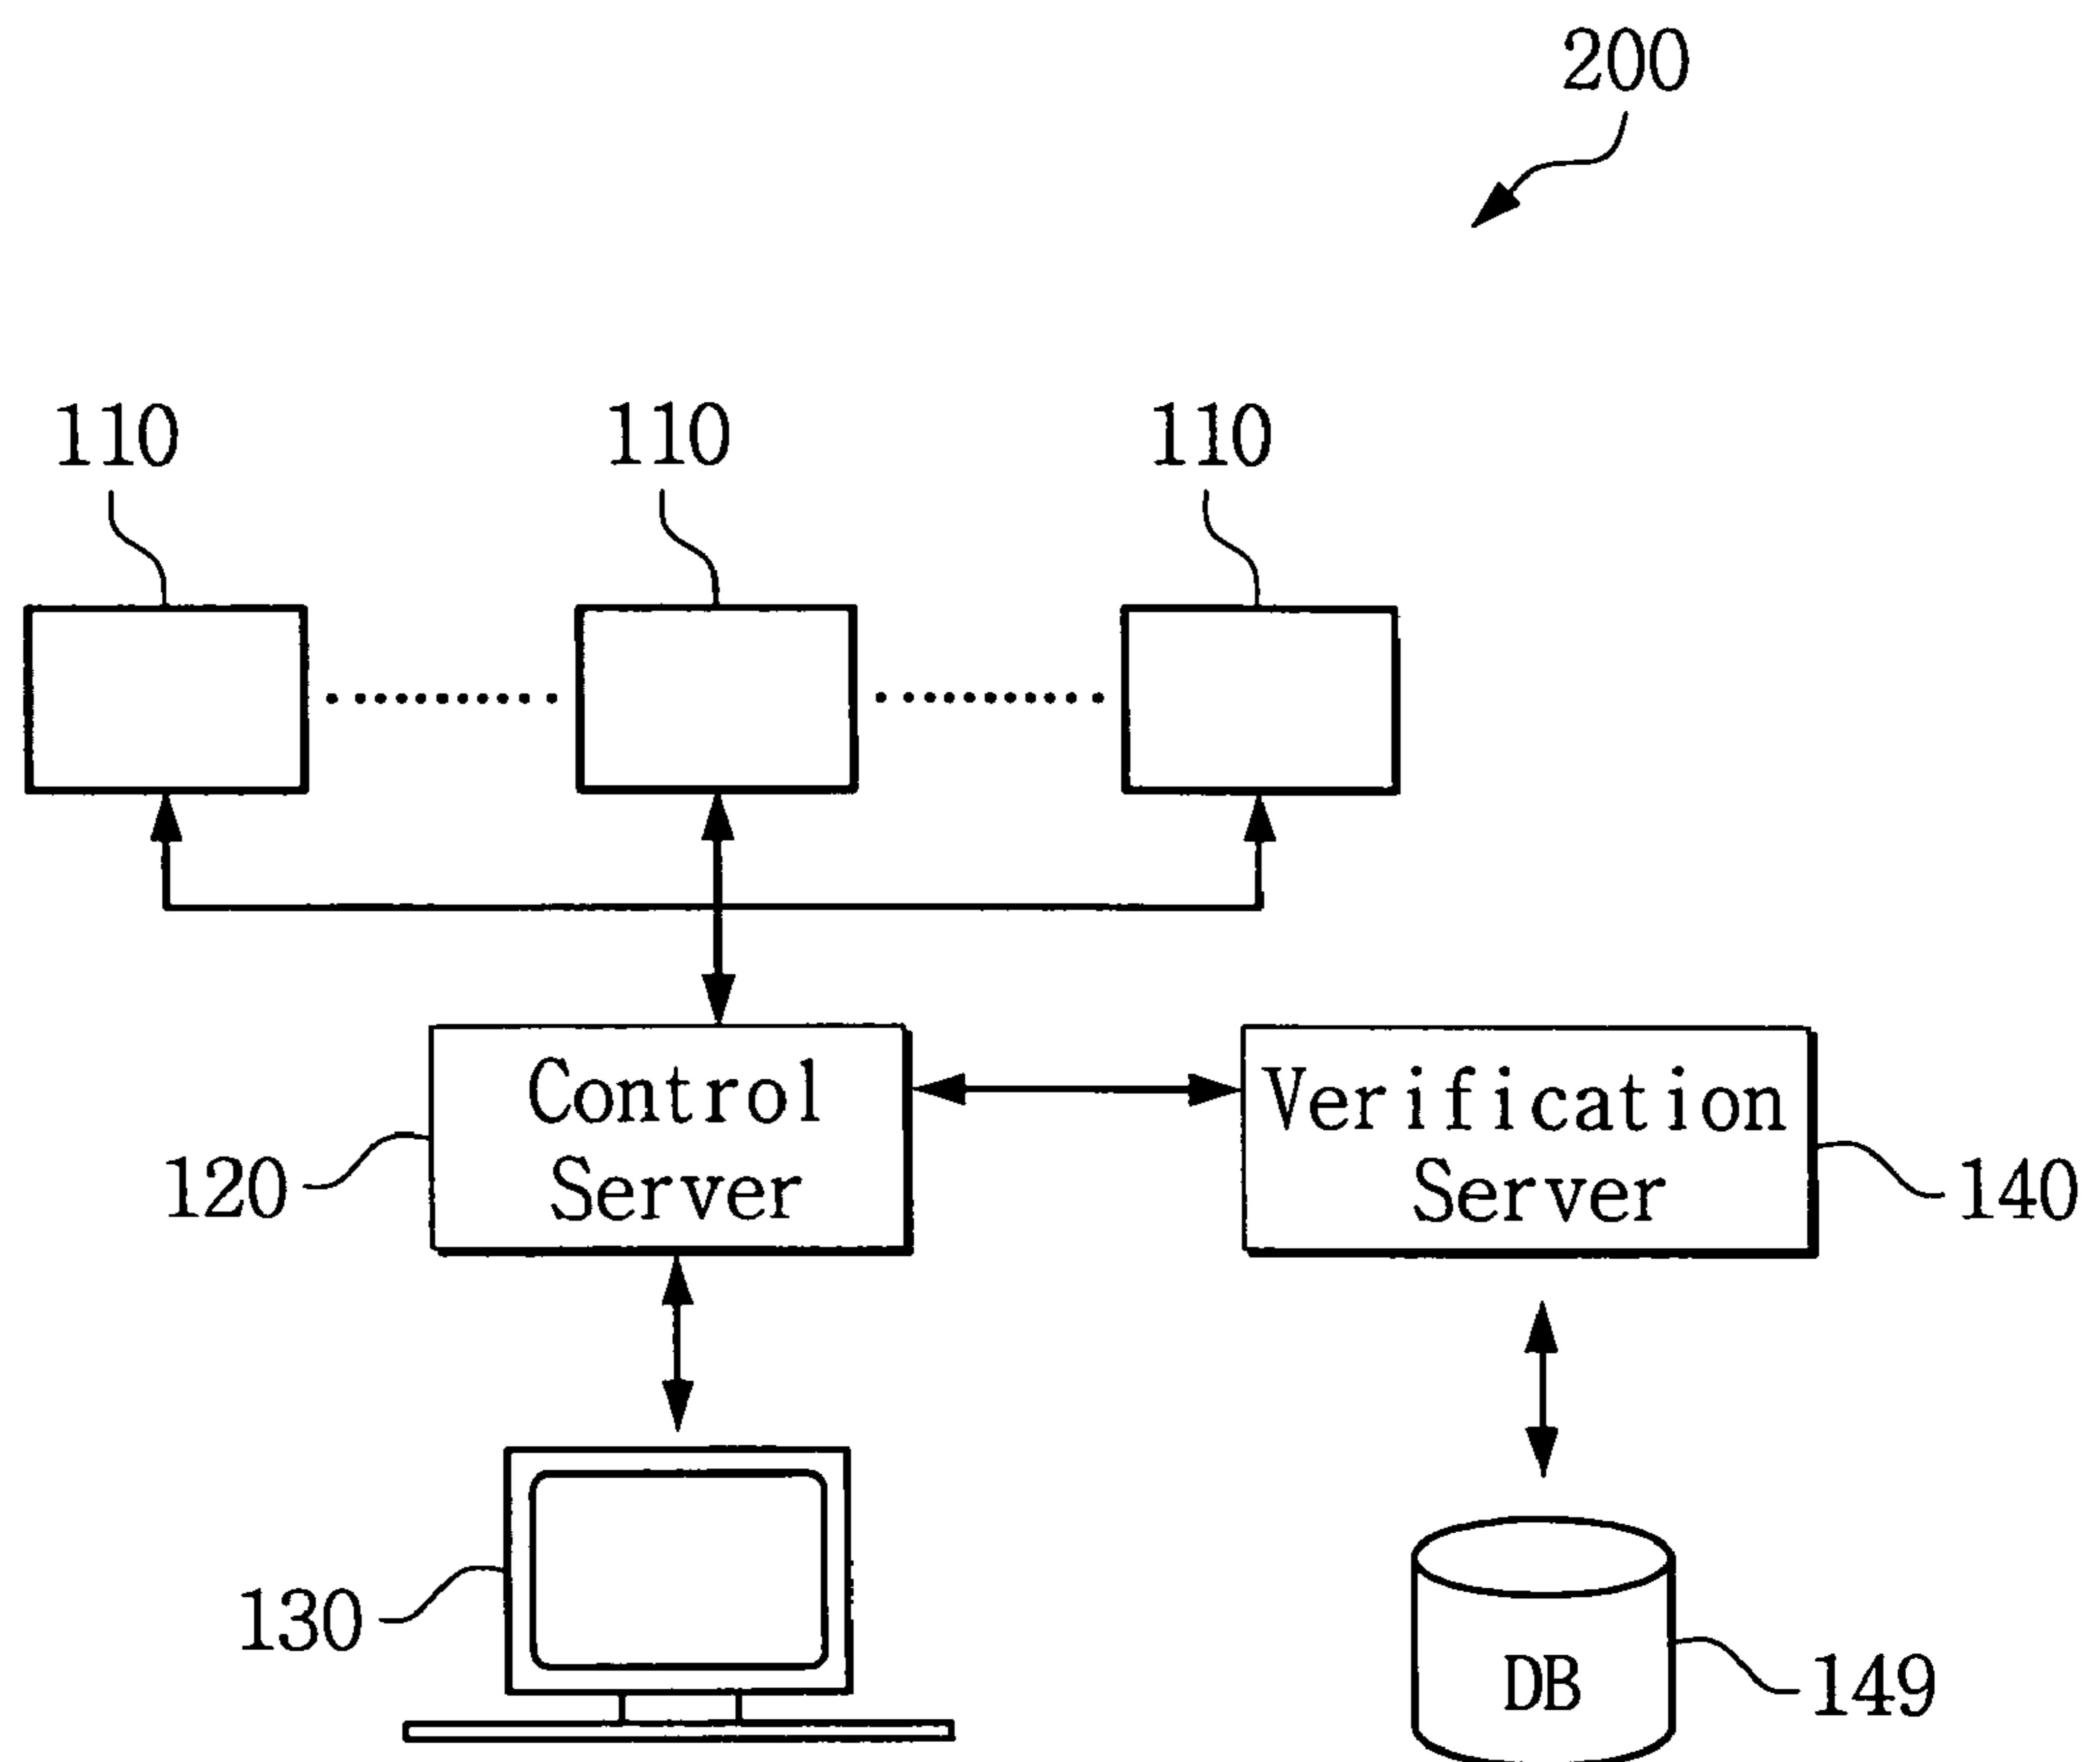 200
110 110 110
Control
Server
Verification
Server
120
140
130
DB
149